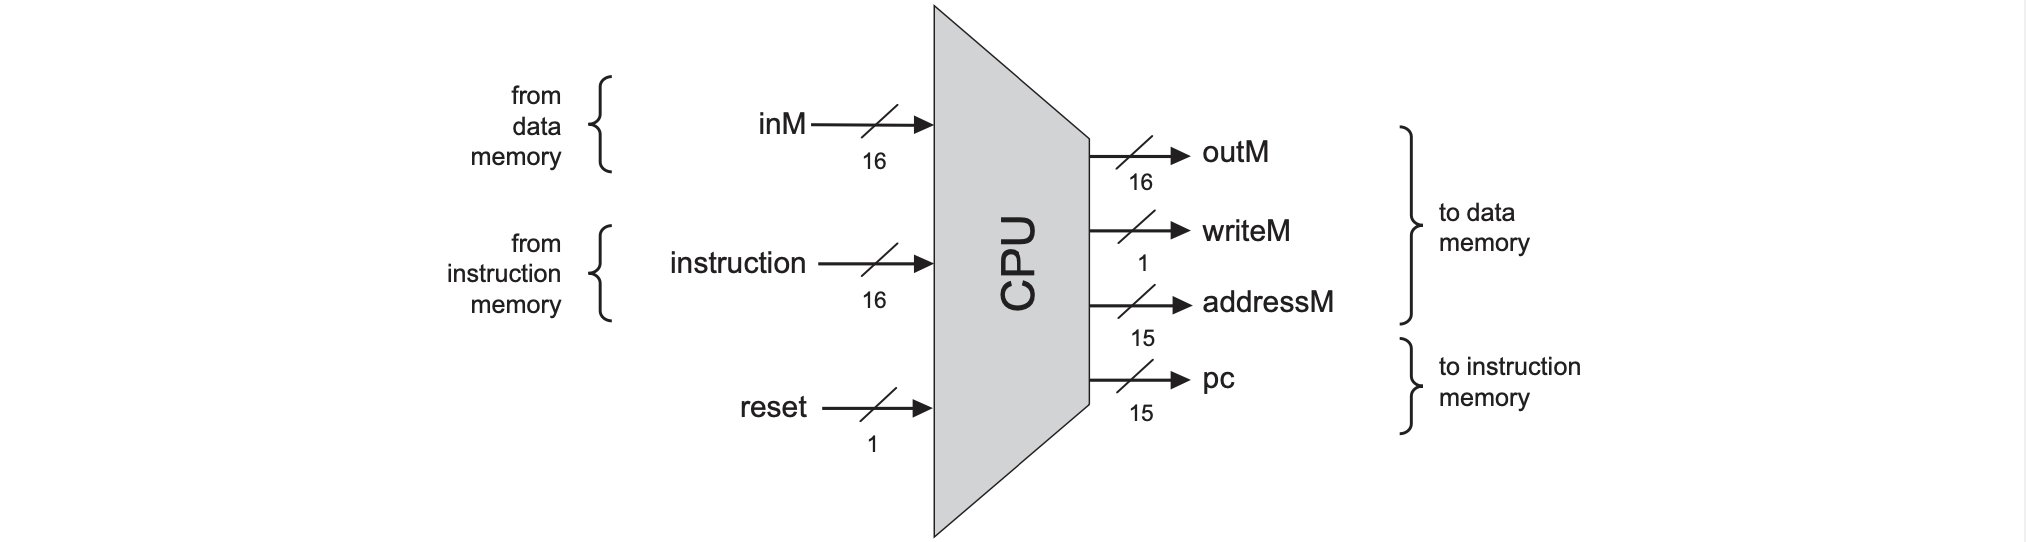 from
data
memory
inM
16
from
instruction
memory
instruction
16
reset
1
CPU
outM
16
writeM
1
addressM
15
pc
15
to data
memory
to instruction
memory